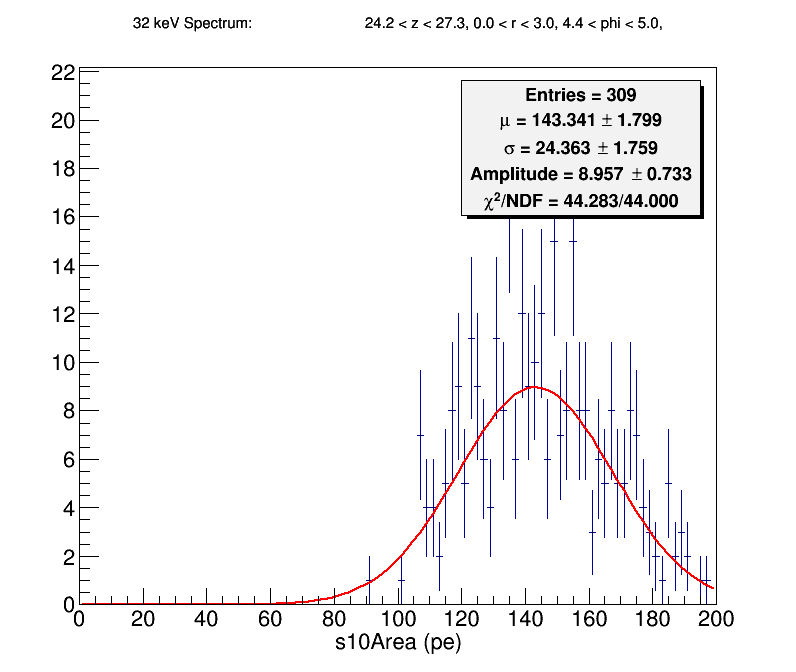 32 keV Spectrum: 24.2 < z < 27.3, 0.0 < r < 3.0, 4.4 < phi < 5.0,
22
20
18
16
14
12
10
8
6
4
2
0
Entries = 309
μ = 143.341 ± 1.799
σ = 24.363 ± 1.759
Amplitude = 8.957 ± 0.733
χ²/NDF = 44.283/44.000
0 20 40 60 80 100 120 140 160 180 200
s10Area (pe)